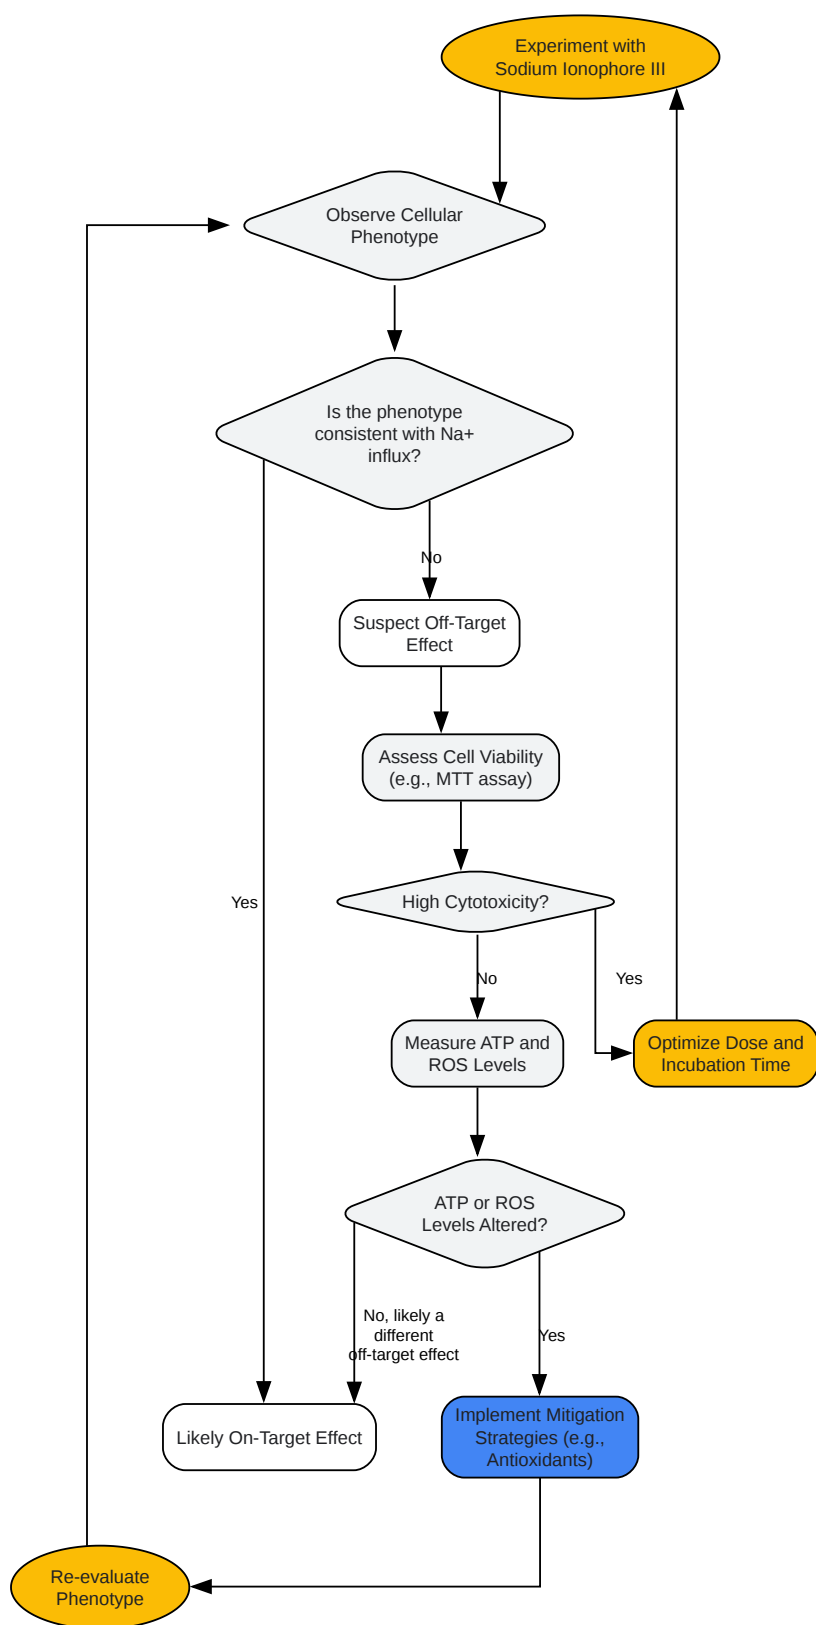 Experiment with
Sodium Ionophore III
Observe Cellular
Phenotype
Is the phenotype
consistent with Na+
influx?
No
Suspect Off-Target
Effect
Assess Cell Viability
(e.g., MTT assay)
High Cytotoxicity?
Yes
No
Yes
Measure ATP and
ROS Levels
Optimize Dose and
Incubation Time
ATP or ROS
Levels Altered?
No, likely a
different
off-target effect
Yes
Likely On-Target Effect
Implement Mitigation
Strategies (e.g.,
Antioxidants)
Re-evaluate
Phenotype